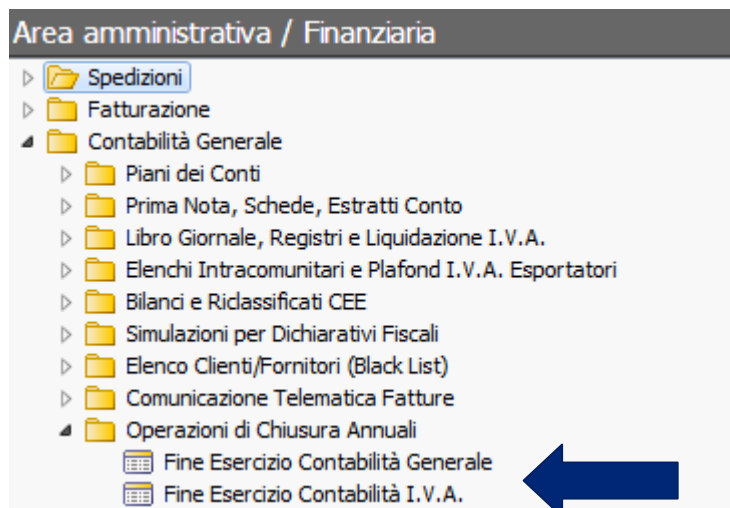 Area amministrativa / Finanziaria
Spedizioni
Fatturazione
Contabilità Generale
Piani dei Conti
Prima Nota, Schede, Estratti Conto
Libro Giornale, Registri e Liquidazione I.V.A.
Elenchi Intracomunitari e Plafond I.V.A. Esportatori
Bilanci e Riclassificati CEE
Simulazioni per Dichiarativi Fiscali
Elenco Clienti/Fornitori (Black List)
Comunicazione Telematica Fatture
Operazioni di Chiusura Annuali
Fine Esercizio Contabilità Generale
Fine Esercizio Contabilità I.V.A.